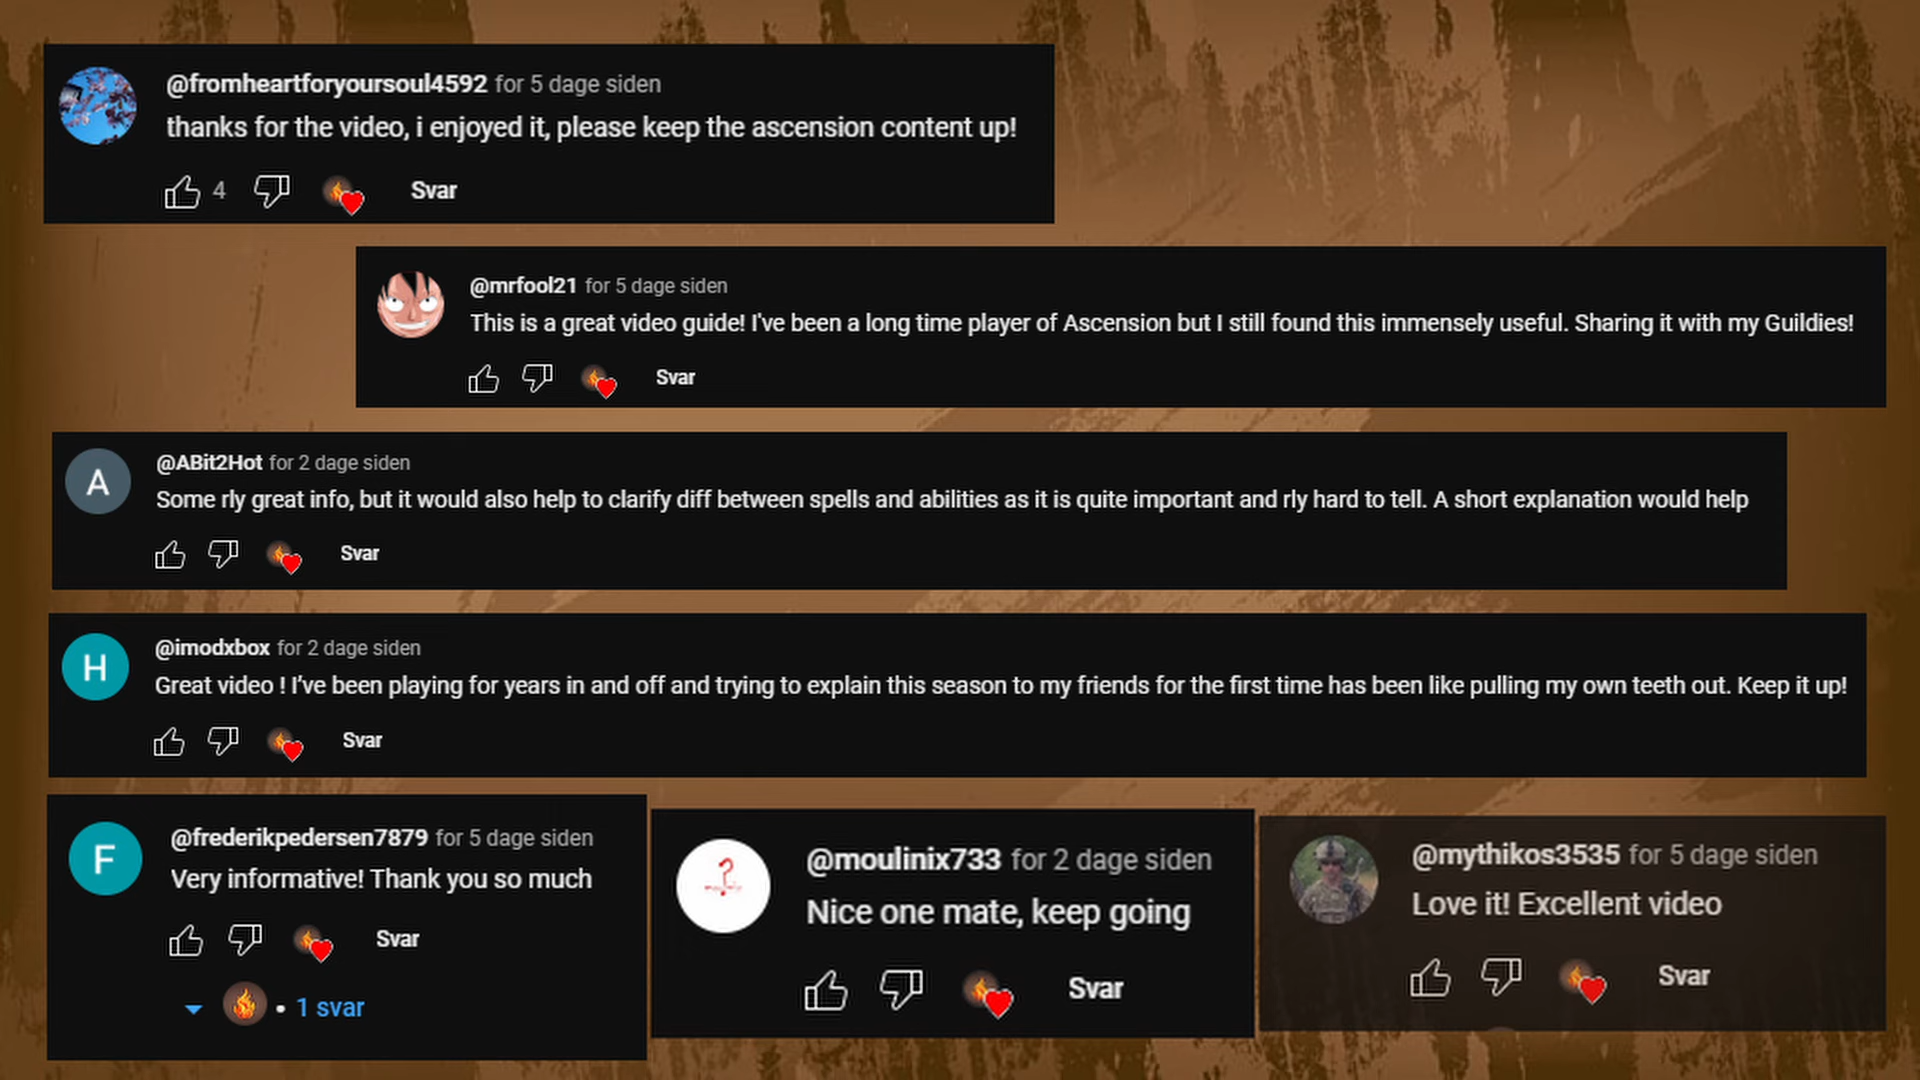 @fromheartforyoursoul4592 for 5 dage siden
thanks for the video, i enjoyed it, please keep the ascension content up!
4 Svar
@mrfool21 for 5 dage siden
This is a great video guide! I've been a long time player of Ascension but I still found this immensely useful. Sharing it with my Guildies!
Svar
A
@ABit2Hot for 2 dage siden
Some rly great info, but it would also help to clarify diff between spells and abilities as it is quite important and rly hard to tell. A short explanation would help
Svar
H
@imodxbox for 2 dage siden
Great video ! I've been playing for years in and off and trying to explain this season to my friends for the first time has been like pulling my own teeth out. Keep it up!
Svar
F
@frederikpedersen7879 for 5 dage siden
Very informative! Thank you so much
Svar
• 1 svar
?
@moulinix733 for 2 dage siden
Nice one mate, keep going
Svar
@mythikos3535 for 5 dage siden
Love it! Excellent video
Svar